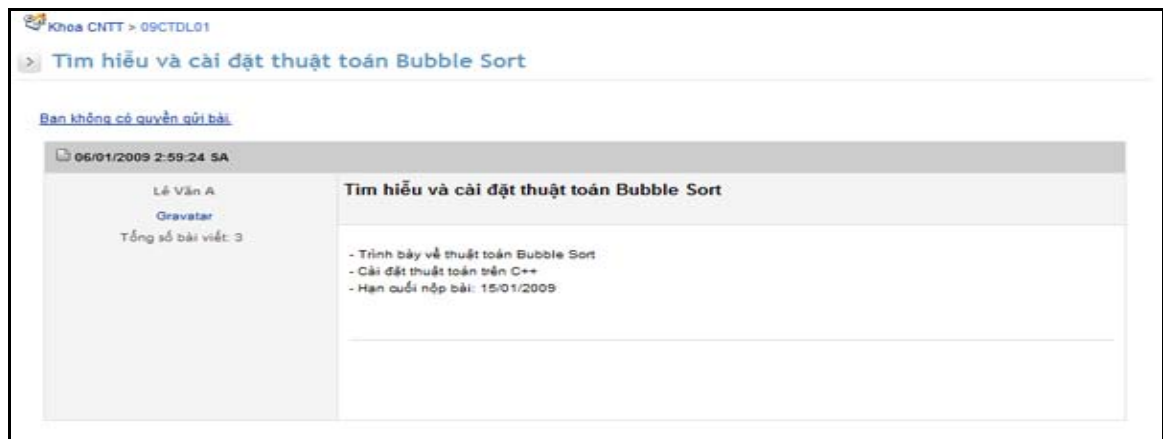 Khoa CNTT > 09CTDL01
Tìm hiểu và cài đặt thuật toán Bubble Sort
Bạn không có quyền gửi bài.
06/01/2009 2:59:24 SA
Lê Văn A
Gravatar
Tổng số bài viết: 3
Tìm hiểu và cài đặt thuật toán Bubble Sort
- Trình bày về thuật toán Bubble Sort
- Cài đặt thuật toán trên C++
- Hạn cuối nộp bài: 15/01/2009